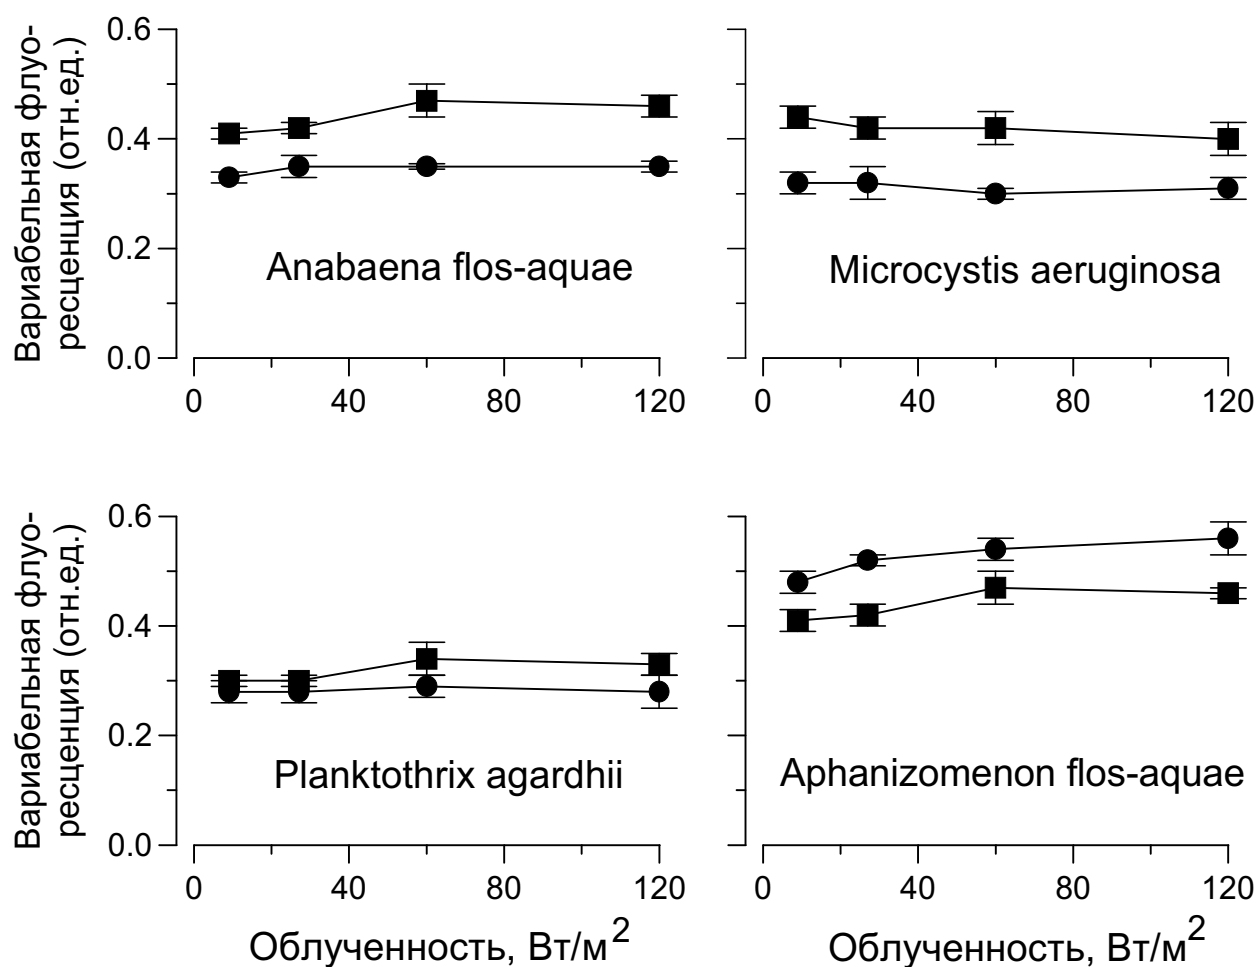 Вариабельная флуо-
ресценция (отн.ед.)
0.6
0.4
0.2
0.0
Anabaena flos-aquae
0 40 80 120
Microcystis aeruginosa
0 40 80 120
Вариабельная флуо-
ресценция (отн.ед.)
0.6
0.4
0.2
0.0
Planktothrix agardhii
0 40 80 120
Облученность, Вт/м2
Aphanizomenon flos-aquae
0 40 80 120
Облученность, Вт/м2